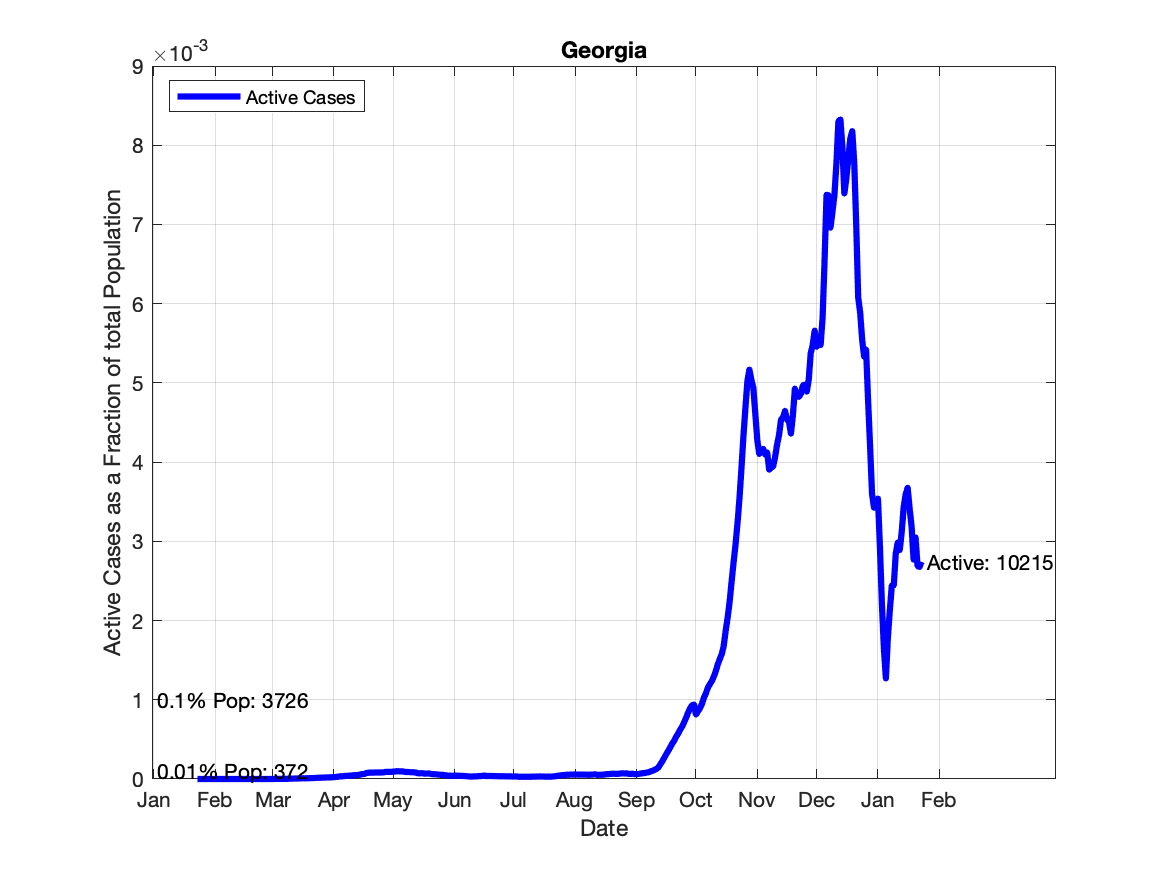 Georgia
×10-3
9
8
7
6
5
4
3
2
1
0
Active Cases as a Fraction of total Population
Active Cases
Active: 10215
0.1% Pop: 3726
0.01% Pop: 372
Jan Feb Mar Apr May Jun Jul Aug Sep Oct Nov Dec Jan Feb
Date